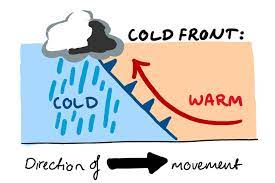 COLD FRONT:
COLD
WARM
Direction of movement